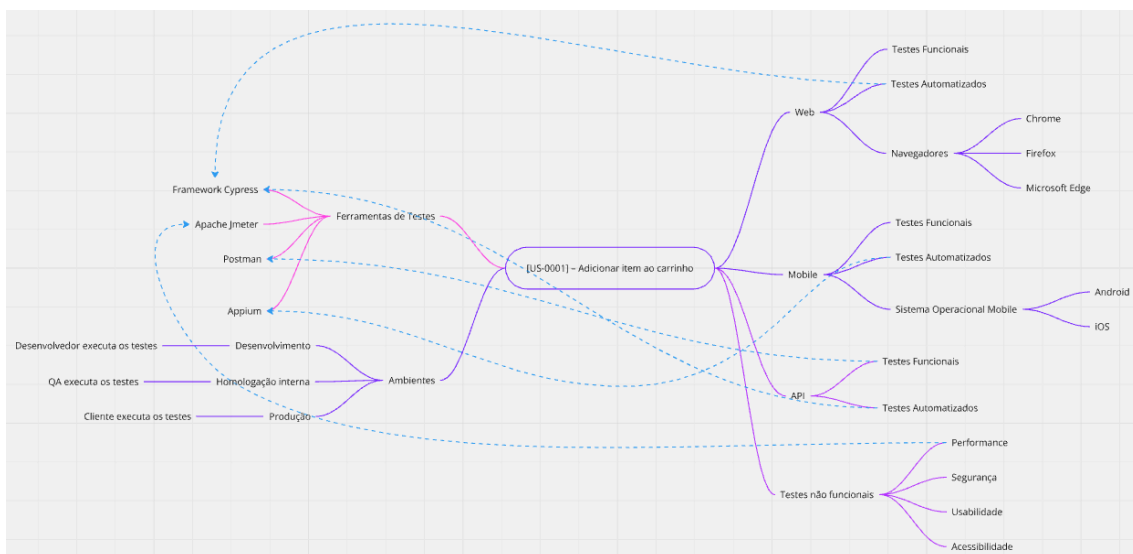 Testes Funcionais
Testes Automatizados
Web
Chrome
Navegadores
Firefox
Microsoft Edge
Framework Cypress
Ferramentas de Testes
Apache Jmeter
Postman
Appium
[US-0001] – Adicionar item ao carrinho
Testes Funcionais
Testes Automatizados
Mobile
Android
Sistema Operacional Mobile
iOS
Desenvolvedor executa os testes
Desenvolvimento
QA executa os testes
Homologação interna
Ambientes
Cliente executa os testes
Produção
Testes Funcionais
API
Testes Automatizados
Performance
Segurança
Testes não funcionais
Usabilidade
Acessibilidade